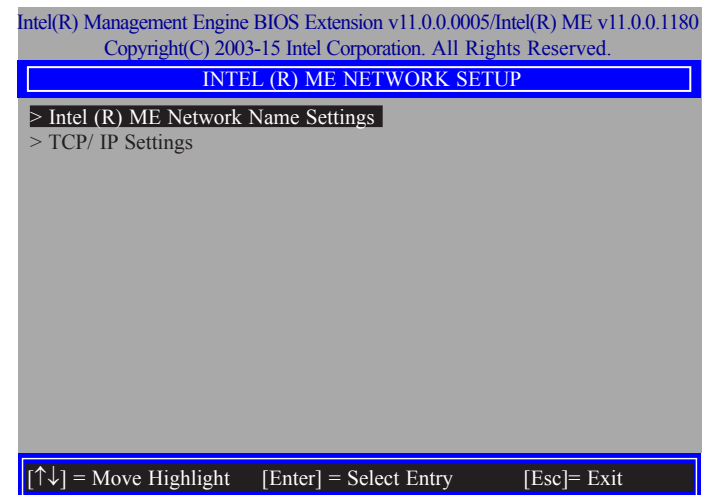 Intel(R) Management Engine BIOS Extension v11.0.0.0005/Intel(R) ME v11.0.0.1180
Copyright(C) 2003-15 Intel Corporation. All Rights Reserved.
INTEL (R) ME NETWORK SETUP
> Intel (R) ME Network Name Settings
> TCP/ IP Settings
[↑↓] = Move Highlight [Enter] = Select Entry [Esc]= Exit